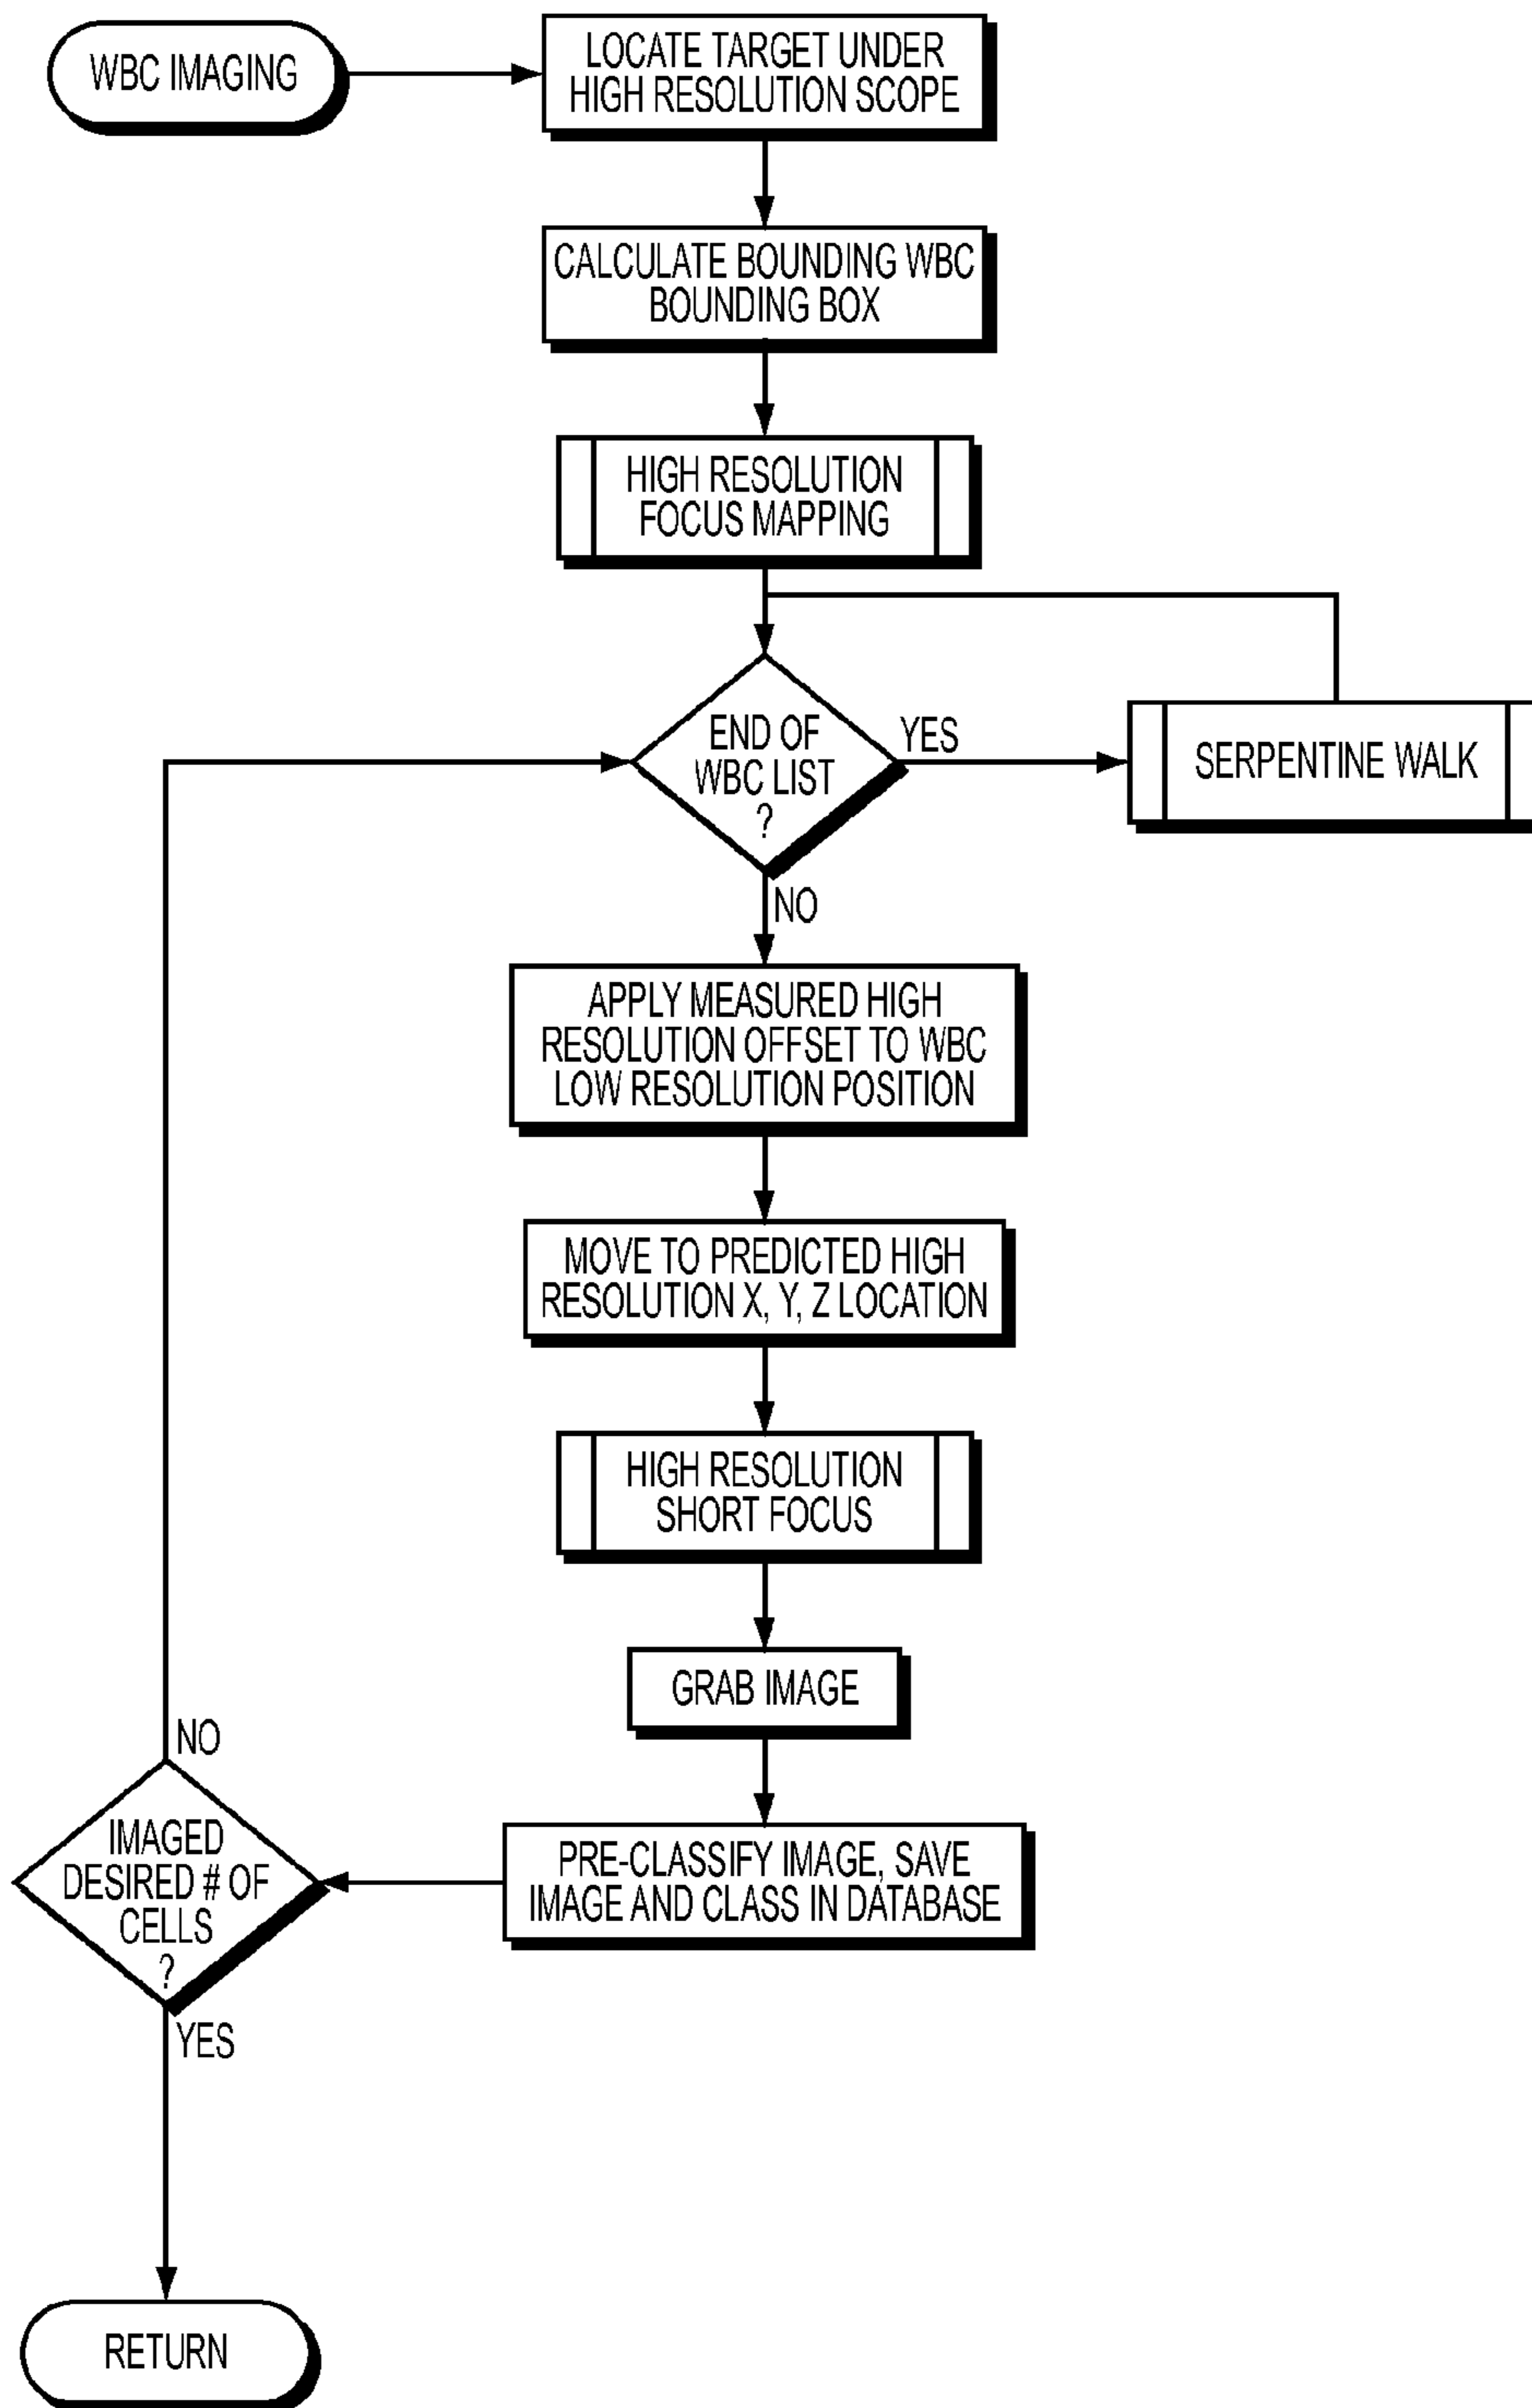 WBC IMAGING
LOCATE TARGET UNDER
HIGH RESOLUTION SCOPE
CALCULATE BOUNDING WBC
BOUNDING BOX
HIGH RESOLUTION
FOCUS MAPPING
END OF
WBC LIST
?
YES
SERPENTINE WALK
NO
APPLY MEASURED HIGH
RESOLUTION OFFSET TO WBC
LOW RESOLUTION POSITION
MOVE TO PREDICTED HIGH
RESOLUTION X, Y, Z LOCATION
HIGH RESOLUTION
SHORT FOCUS
GRAB IMAGE
PRE-CLASSIFY IMAGE, SAVE
IMAGE AND CLASS IN DATABASE
NO
IMAGED
DESIRED # OF
CELLS
?
YES
RETURN